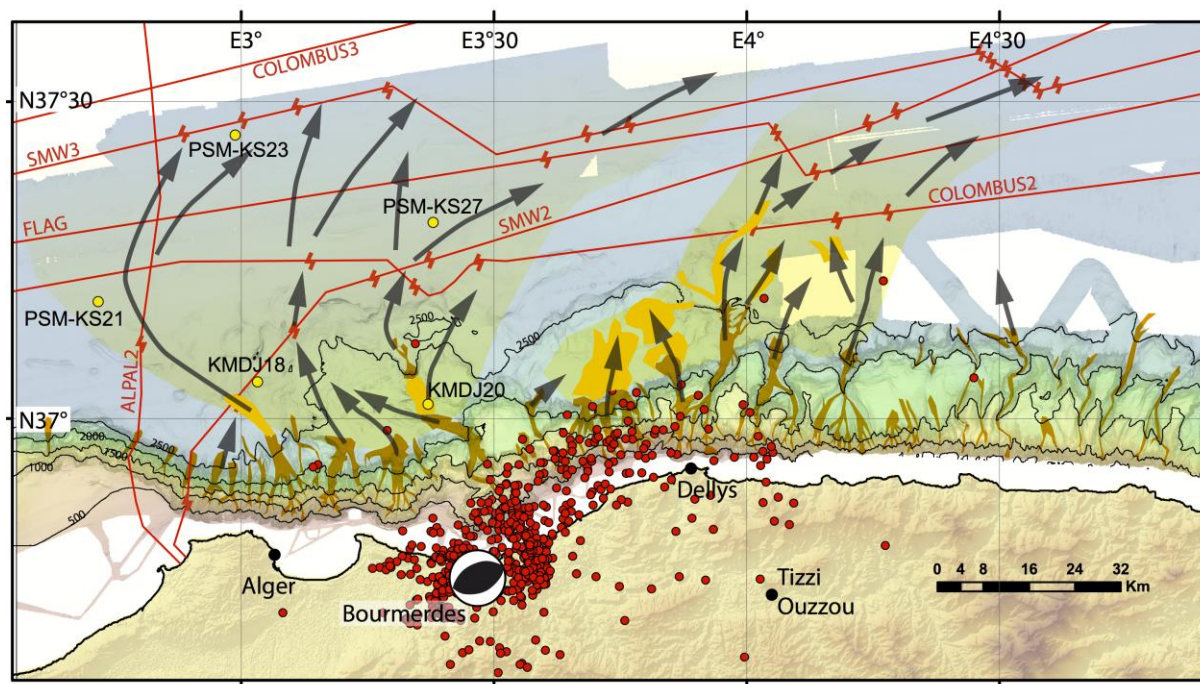 E3°
E3°30
E4°
E4°30
COLOMBUS3
N37°30
SMW3
PSM-KS23
PSM-KS27
COLOMBUS2
FLAG
SMW2
PSM-KS21
2500
2500
KMDJ18
ALPAL2
KMDJ20
N37°
2000
2500
1500
1000
500
Dellys
Alger
Tizzi
Ouzzou
0 4 8 16 24 32
Km
Bourmerdes